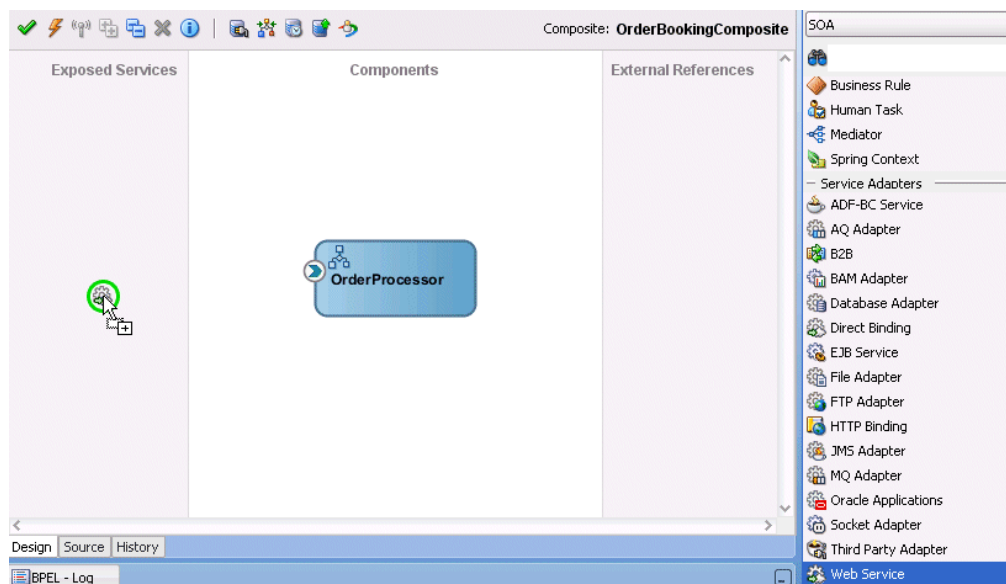 Composite: OrderBookingComposite
Exposed Services
Components
External References
OrderProcessor
Design Source History
BPEL - Log
SOA
Business Rule
Human Task
Mediator
Spring Context
Service Adapters
ADF-BC Service
AQ Adapter
B2B
BAM Adapter
Database Adapter
Direct Binding
EJB Service
File Adapter
FTP Adapter
HTTP Binding
JMS Adapter
MQ Adapter
Oracle Applications
Socket Adapter
Third Party Adapter
Web Service